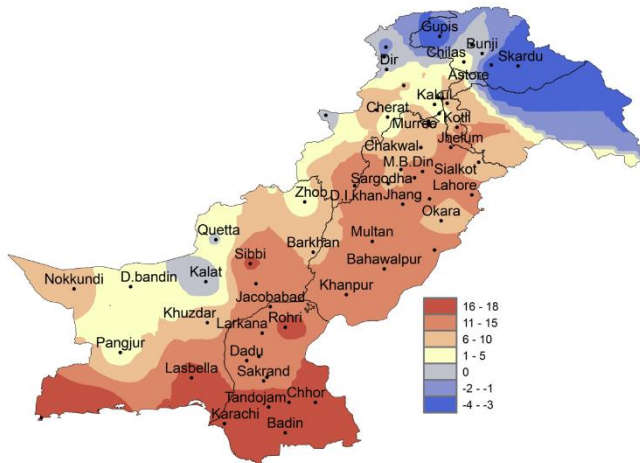 Gupis
Bunji
Chilas
Skardu
Dir
Astore
Kakul
Cherat
Kotli
Murree
Jhelum
Chakwal
M.B.Din
Sialkot
Sargodha
Lahore
Zhob
D.I.khan
Jhang
Okara
Quetta
Multan
Barkhan
Sibbi
Bahawalpur
Nokkundi
D.bandin
Kalat
Khanpur
Jacobabad
Khuzdar
Larkana
Rohri
Pangjur
Dadu
Lasbella
Sakrand
Tandojam
Chhor
Karachi
Badin
16 - 18
11 - 15
6 - 10
1 - 5
0
-2 - -1
-4 - -3